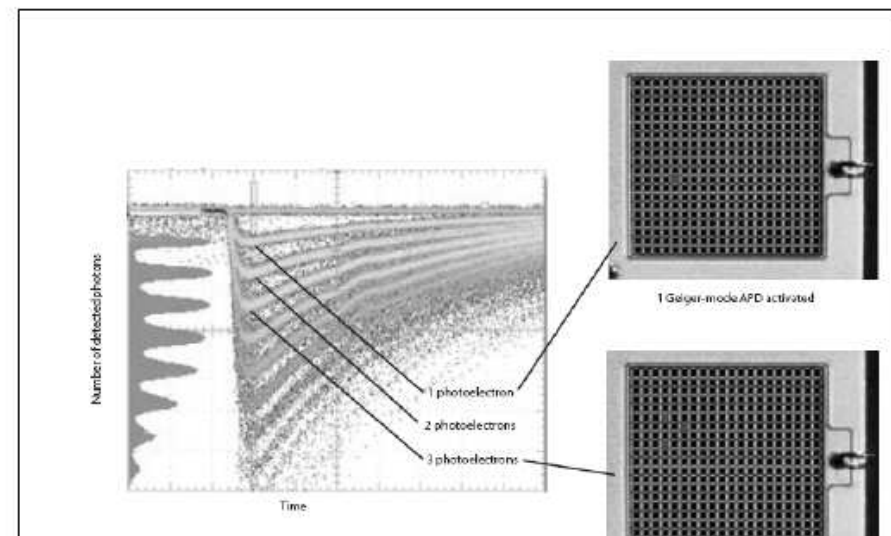 1 Geiger-mode APD activated
Number of detected photons
1 photoelectron
2 photoelectrons
3 photoelectrons
Time